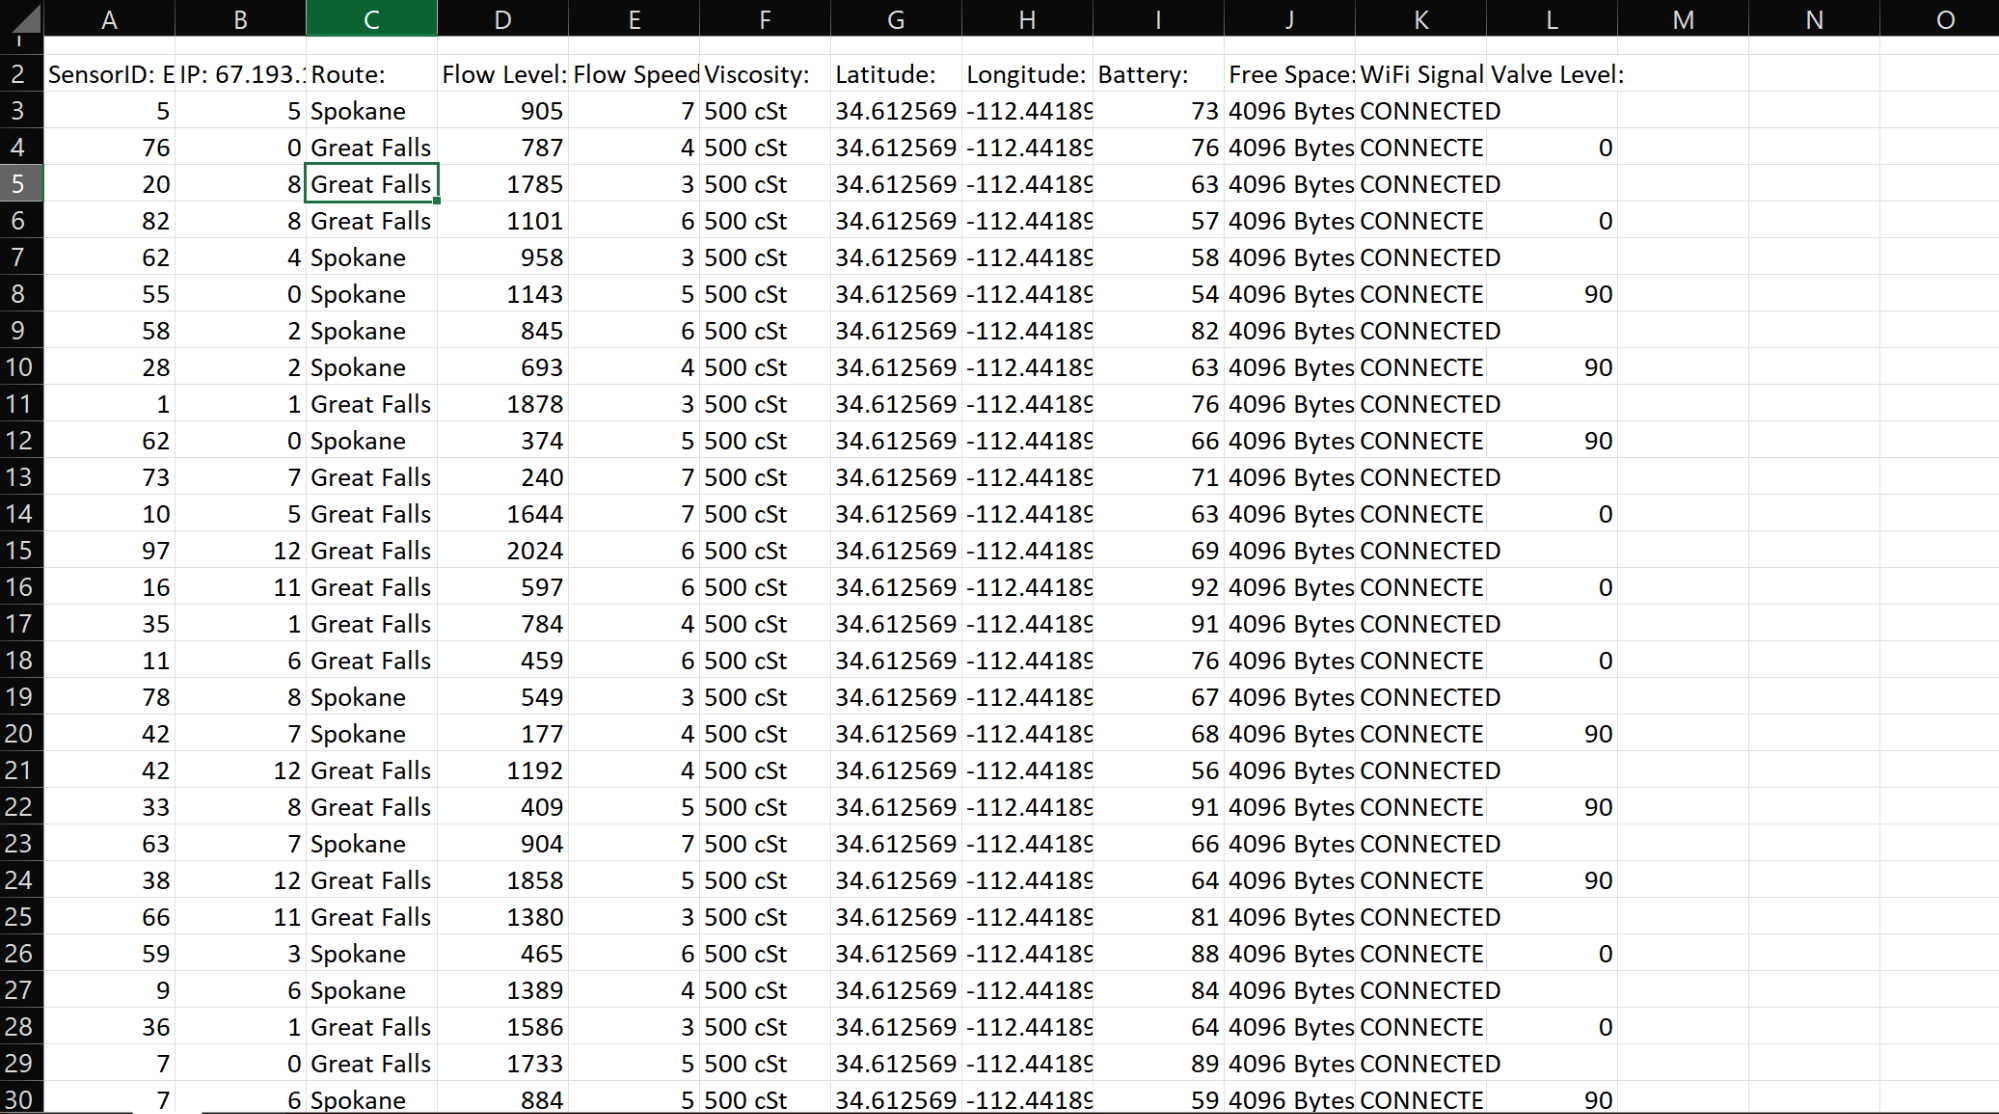 A B C D E F G H I J K L M N O
2 SensorID: E IP: 67.193. Route: Flow Level: Flow Speed Viscosity: Latitude: Longitude: Battery: Free Space: WiFi Signal Valve Level:
3 5 5 Spokane 905 7 500 cSt 34.612569 -112.44189 73 4096 Bytes CONNECTED
4 76 0 Great Falls 787 4 500 cSt 34.612569 -112.44189 76 4096 Bytes CONNECTE 0
5 20 8 Great Falls 1785 3 500 cSt 34.612569 -112.44189 63 4096 Bytes CONNECTED
6 82 8 Great Falls 1101 6 500 cSt 34.612569 -112.44189 57 4096 Bytes CONNECTE 0
7 62 4 Spokane 958 3 500 cSt 34.612569 -112.44189 58 4096 Bytes CONNECTED
8 55 0 Spokane 1143 5 500 cSt 34.612569 -112.44189 54 4096 Bytes CONNECTE 90
9 58 2 Spokane 845 6 500 cSt 34.612569 -112.44189 82 4096 Bytes CONNECTED
10 28 2 Spokane 693 4 500 cSt 34.612569 -112.44189 63 4096 Bytes CONNECTE 90
11 1 1 Great Falls 1878 3 500 cSt 34.612569 -112.44189 76 4096 Bytes CONNECTED
12 62 0 Spokane 374 5 500 cSt 34.612569 -112.44189 66 4096 Bytes CONNECTE 90
13 73 7 Great Falls 240 7 500 cSt 34.612569 -112.44189 71 4096 Bytes CONNECTED
14 10 5 Great Falls 1644 7 500 cSt 34.612569 -112.44189 63 4096 Bytes CONNECTE 0
15 97 12 Great Falls 2024 6 500 cSt 34.612569 -112.44189 69 4096 Bytes CONNECTED
16 16 11 Great Falls 597 6 500 cSt 34.612569 -112.44189 92 4096 Bytes CONNECTE 0
17 35 1 Great Falls 784 4 500 cSt 34.612569 -112.44189 91 4096 Bytes CONNECTED
18 11 6 Great Falls 459 6 500 cSt 34.612569 -112.44189 76 4096 Bytes CONNECTE 0
19 78 8 Spokane 549 3 500 cSt 34.612569 -112.44189 67 4096 Bytes CONNECTED
20 42 7 Spokane 177 4 500 cSt 34.612569 -112.44189 68 4096 Bytes CONNECTE 90
21 42 12 Great Falls 1192 4 500 cSt 34.612569 -112.44189 56 4096 Bytes CONNECTED
22 33 8 Great Falls 409 5 500 cSt 34.612569 -112.44189 91 4096 Bytes CONNECTE 90
23 63 7 Spokane 904 7 500 cSt 34.612569 -112.44189 66 4096 Bytes CONNECTED
24 38 12 Great Falls 1858 5 500 cSt 34.612569 -112.44189 64 4096 Bytes CONNECTE 90
25 66 11 Great Falls 1380 3 500 cSt 34.612569 -112.44189 81 4096 Bytes CONNECTED
26 59 3 Spokane 465 6 500 cSt 34.612569 -112.44189 88 4096 Bytes CONNECTE 0
27 9 6 Spokane 1389 4 500 cSt 34.612569 -112.44189 84 4096 Bytes CONNECTED
28 36 1 Great Falls 1586 3 500 cSt 34.612569 -112.44189 64 4096 Bytes CONNECTE 0
29 7 0 Great Falls 1733 5 500 cSt 34.612569 -112.44189 89 4096 Bytes CONNECTED
30 7 6 Spokane 884 5 500 cSt 34.612569 -112.44189 59 4096 Bytes CONNECTE 90